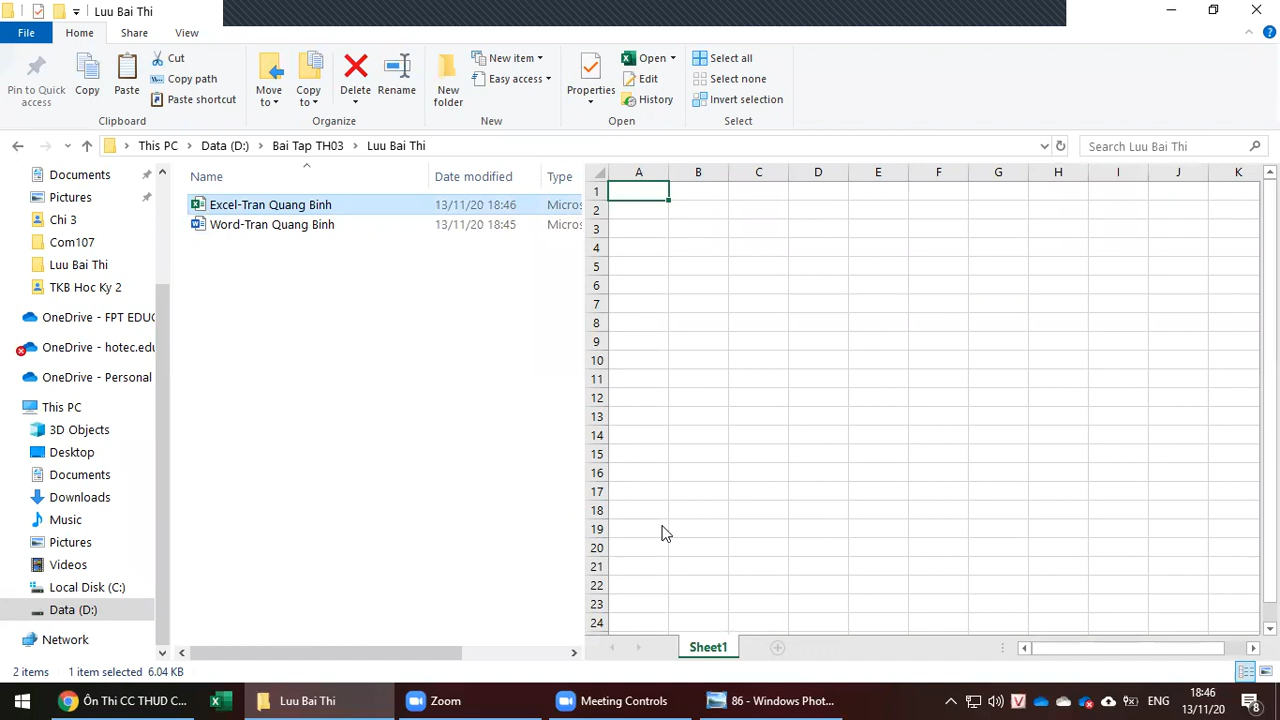 Luu Bai Thi
File Home Share View
Pin to Quick access
Copy
Paste
Cut
Copy path
Paste shortcut
Clipboard
Move to
Copy to
Delete
Rename
Organize
New folder
New item
Easy access
New
Properties
Open
Edit
History
Open
Select all
Select none
Invert selection
Select
This PC Data (D:) Bai Tap TH03 Luu Bai Thi
Search Luu Bai Thi
Documents
Pictures
Chi 3
Com107
Luu Bai Thi
TKB Hoc Ky 2
OneDrive - FPT EDUC
OneDrive - hotec.edu
OneDrive - Personal
This PC
3D Objects
Desktop
Documents
Downloads
Music
Pictures
Videos
Local Disk (C:)
Data (D:)
Network
Name Date modified Type
Excel-Tran Quang Binh 13/11/20 18:46 Micros
Word-Tran Quang Binh 13/11/20 18:45 Micros
A B C D E F G H I J K
1
2
3
4
5
6
7
8
9
10
11
12
13
14
15
16
17
18
19
20
21
22
23
24
Sheet1
2 items 1 item selected 6.04 KB
Ôn Thi CC THUD C...
Luu Bai Thi
Zoom
Meeting Controls
86 - Windows Phot...
ENG
18:46
13/11/20
8